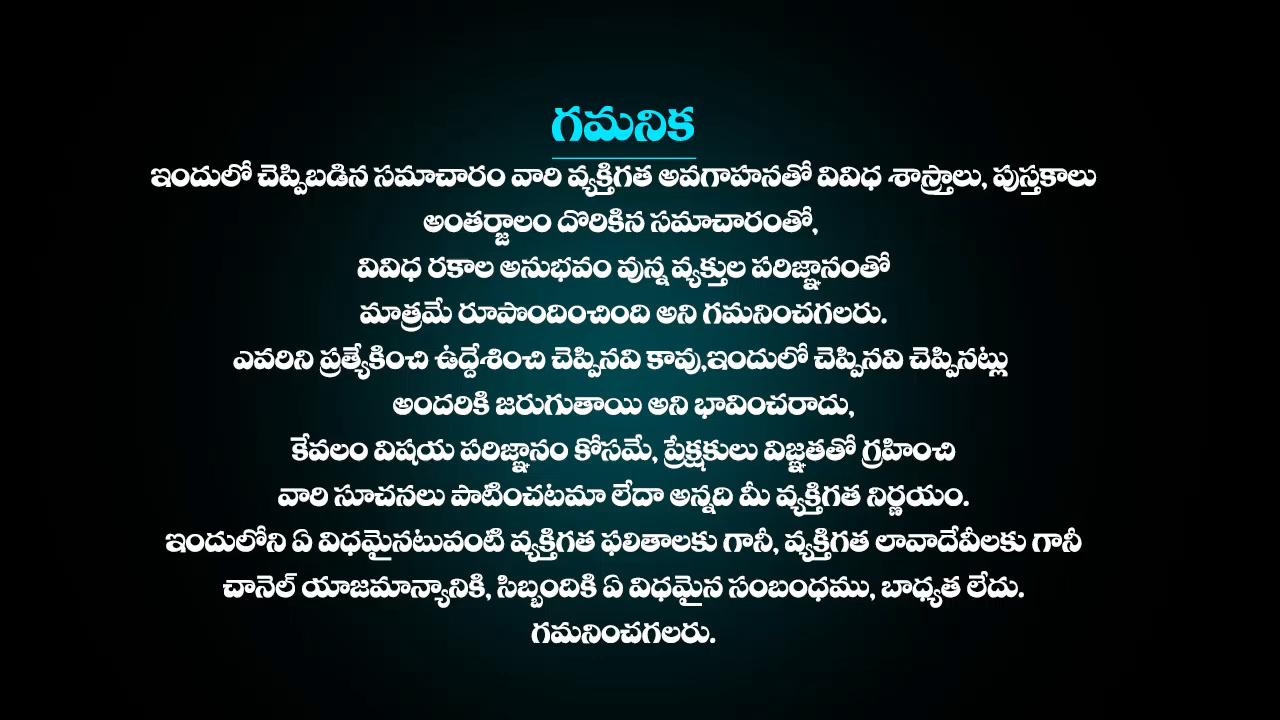 గమనిక
ఇందులో చెప్పిబడిన సమాచారం వారి వ్యక్తిగత అవగాహనతో వివిధ శాస్త్రాలు, పుస్తకాలు
అంతర్జాలం దొరికిన సమాచారంతో,
వివిధ రకాల అనుభవం వున్న వ్యక్తుల పరిజ్ఞానంతో
మాత్రమే రూపొందించింది అని గమనించగలరు.
ఎవరిని ప్రత్యేకించి ఉద్దేశించి చెప్పినవి కావు,ఇందులో చెప్పినవి చెప్పినట్లు
అందరికి జరుగుతాయి అని భావించరాదు,
కేవలం విషయ పరిజ్ఞానం కోసమే, ప్రేక్షకులు విజ్ఞతతో గ్రహించి
వారి సూచనలు పాటించటమా లేదా అన్నది మీ వ్యక్తిగత నిర్ణయం.
ఇందులోని ఏ విధమైనటువంటి వ్యక్తిగత ఫలితాలకు గానీ, వ్యక్తిగత లావాదేవీలకు గానీ
చానెల్ యాజమాన్యానికి, సిబ్బందికి ఏ విధమైన సంబంధము, బాధ్యత లేదు.
గమనించగలరు.